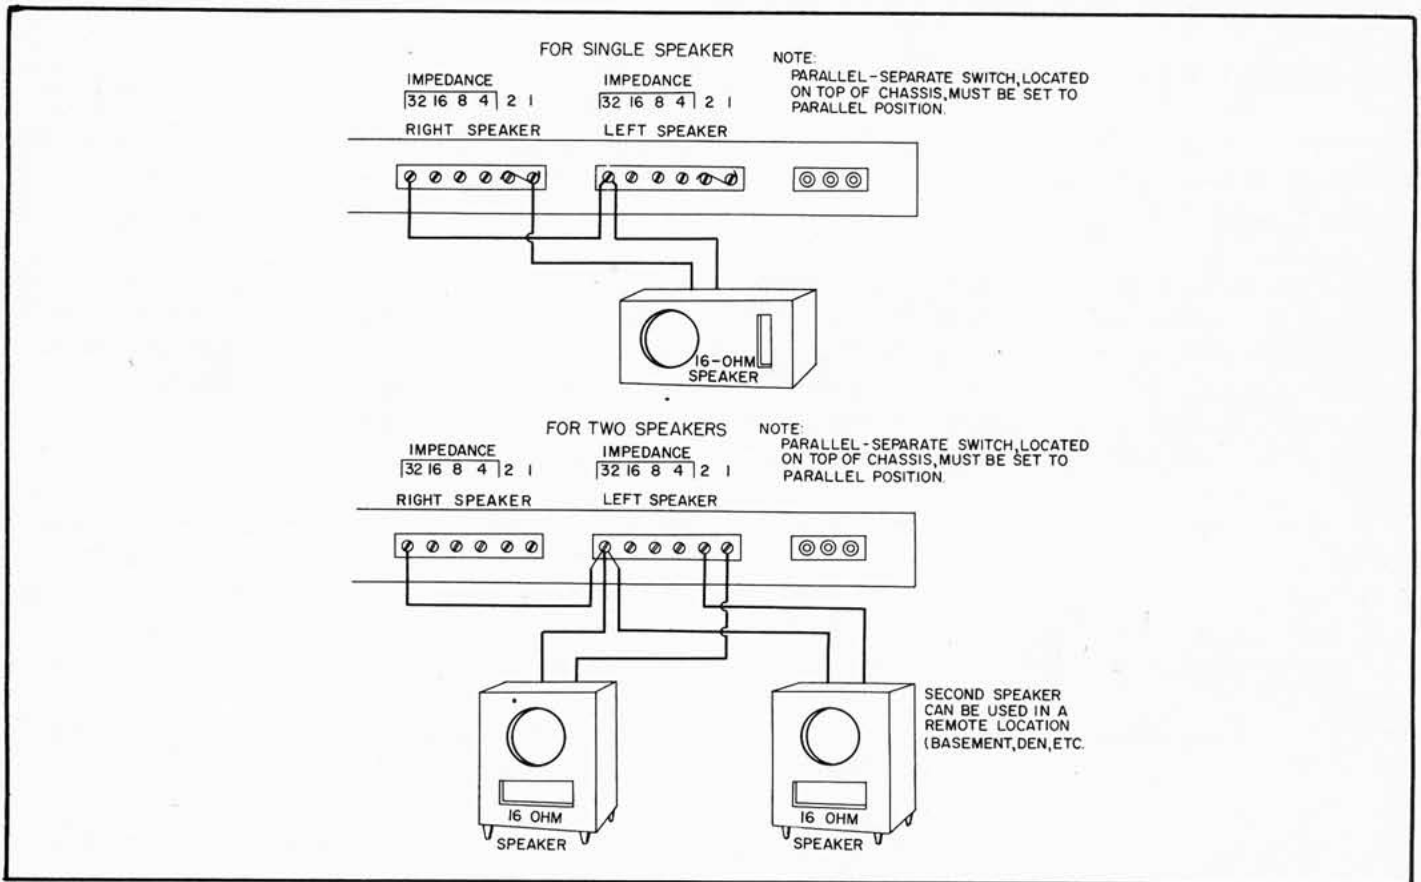 FOR SINGLE SPEAKER
NOTE:
PARALLEL-SEPARATE SWITCH, LOCATED
ON TOP OF CHASSIS, MUST BE SET TO
PARALLEL POSITION.
IMPEDANCE
32 16 8 4 2 1
RIGHT SPEAKER
IMPEDANCE
32 16 8 4 2 1
LEFT SPEAKER
16-OHM
SPEAKER
FOR TWO SPEAKERS
NOTE:
PARALLEL-SEPARATE SWITCH, LOCATED
ON TOP OF CHASSIS, MUST BE SET TO
PARALLEL POSITION.
IMPEDANCE
32 16 8 4 2 1
RIGHT SPEAKER
IMPEDANCE
32 16 8 4 2 1
LEFT SPEAKER
16 OHM
SPEAKER
16 OHM
SPEAKER
SECOND SPEAKER
CAN BE USED IN A
REMOTE LOCATION
(BASEMENT, DEN, ETC.